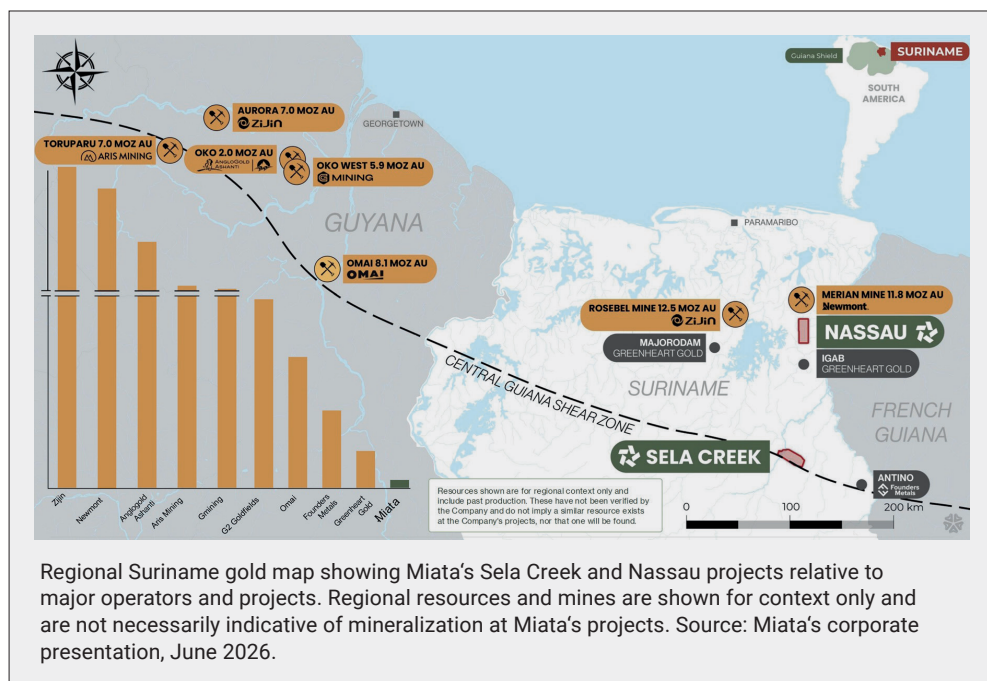 Guiana Shield
SURINAME
SOUTH
AMERICA
AURORA 7.0 MOZ AU
ZIJIN
GEORGETOWN
TORUPARU 7.0 MOZ AU
ARIS MINING
OKO 2.0 MOZ AU
ANGLOGOLD
ASHANTI
OKO WEST 5.9 MOZ AU
G MINING
GUYANA
PARAMARIBO
OMAI 8.1 MOZ AU
OMAI
ROSEBEL MINE 12.5 MOZ AU
ZIJIN
MERIAN MINE 11.8 MOZ AU
Newmont.
NASSAU
MAJORODAM
GREENHEART GOLD
IGAB
GREENHEART GOLD
CENTRAL GUIANA SHEAR ZONE
SURINAME
FRENCH
GUIANA
SELA CREEK
ANTINO
Founders
Metals
Zijin
Newmont
Anglogold
Ashanti
Aris Mining
Gmining
G2 Goldfields
Omai
Founders
Metals
Greenheart
Gold
Miata
Resources shown are for regional context only and
include past production. These have not been verified
by the Company and do not imply a similar resource exists
at the Company's projects, nor that one will be found.
0 100 200 km
Regional Suriname gold map showing Miata‘s Sela Creek and Nassau projects relative to
major operators and projects. Regional resources and mines are shown for context only and
are not necessarily indicative of mineralization at Miata‘s projects. Source: Miata‘s corporate
presentation, June 2026.